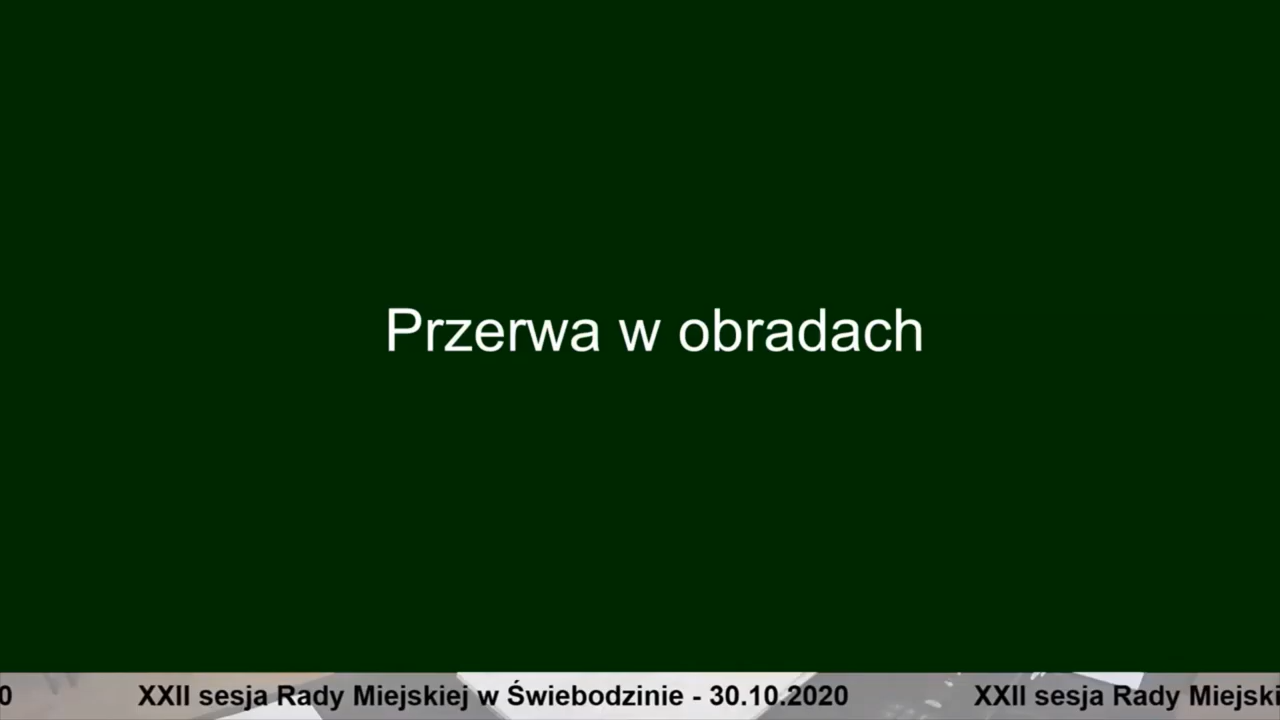 Przerwa w obradach
0 XXII sesja Rady Miejskiej w Świebodzinie - 30.10.2020 XXII sesja Rady Miejski